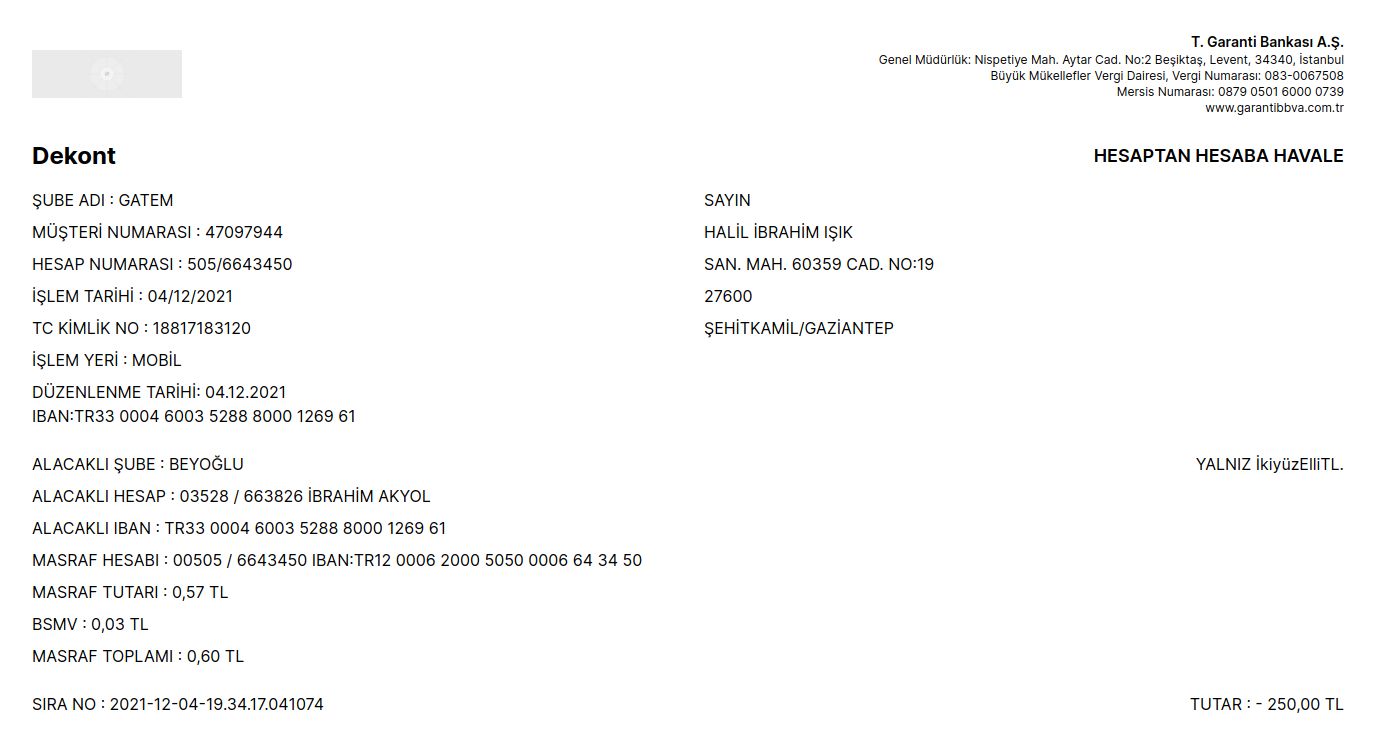 T. Garanti Bankası A.Ş.
Genel Müdürlük: Nispetiye Mah. Aytar Cad. No:2 Beşiktaş, Levent, 34340, İstanbul
Büyük Mükellefler Vergi Dairesi, Vergi Numarası: 083-0067508
Mersis Numarası: 0879 0501 6000 0739
www.garantibbva.com.tr
Dekont
HESAPTAN HESABA HAVALE
ŞUBE ADI : GATEM
MÜŞTERİ NUMARASI : 47097944
HESAP NUMARASI : 505/6643450
İŞLEM TARİHİ : 04/12/2021
TC KİMLİK NO : 18817183120
İŞLEM YERİ : MOBİL
DÜZENLENME TARİHİ: 04.12.2021
IBAN:TR33 0004 6003 5288 8000 1269 61
SAYIN
HALİL İBRAHİM IŞIK
SAN. MAH. 60359 CAD. NO:19
27600
ŞEHİTKAMİL/GAZİANTEP
ALACAKLI ŞUBE : BEYOĞLU
ALACAKLI HESAP : 03528 / 663826 İBRAHİM AKYOL
ALACAKLI IBAN : TR33 0004 6003 5288 8000 1269 61
MASRAF HESABI : 00505 / 6643450 IBAN:TR12 0006 2000 5050 0006 64 34 50
MASRAF TUTARI : 0,57 TL
BSMV : 0,03 TL
MASRAF TOPLAMI : 0,60 TL
YALNIZ İkiyüzElliTL.
SIRA NO : 2021-12-04-19.34.17.041074
TUTAR : - 250,00 TL